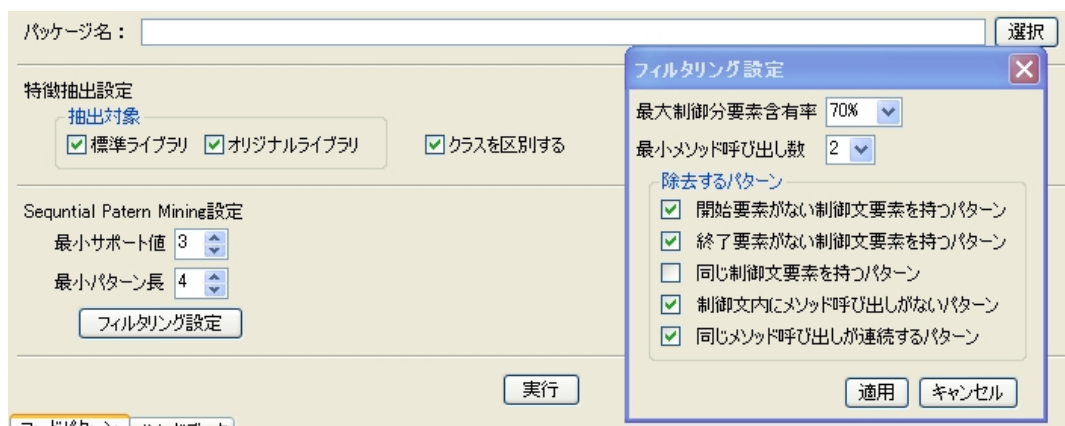 パッケージ名：
選択
特徴抽出設定
抽出対象
標準ライブラリ オリジナルライブラリ クラスを区別する
Sequntial Patern Mining設定
最小サポート値 3
最小パターン長 4
フィルタリング設定
実行
フィルタリング設定
最大制御分要素含有率 70%
最小メソッド呼び出し数 2
除去するパターン
開始要素がない制御文要素を持つパターン
終了要素がない制御文要素を持つパターン
同じ制御文要素を持つパターン
制御文内にメソッド呼び出しがないパターン
同じメソッド呼び出しが連続するパターン
適用 キャンセル